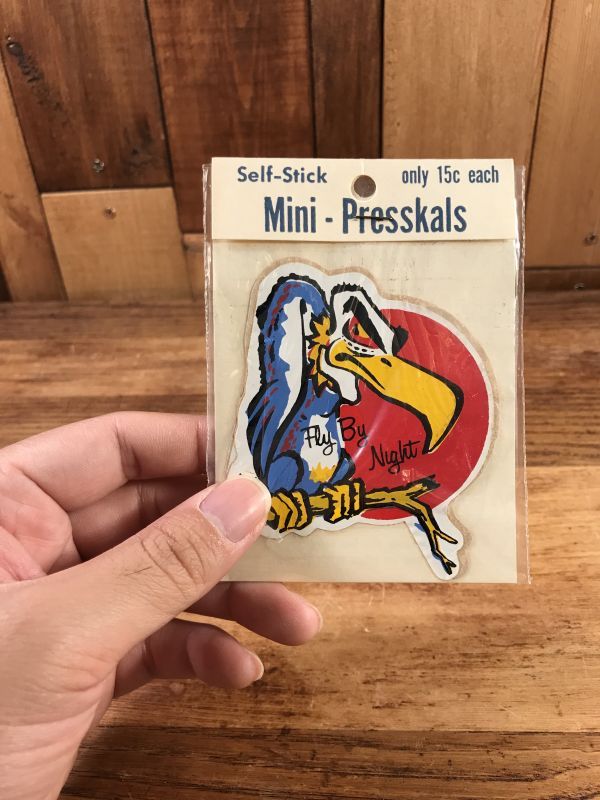 Self-Stick only 15c each
Mini - Presskals
Fly By
Night